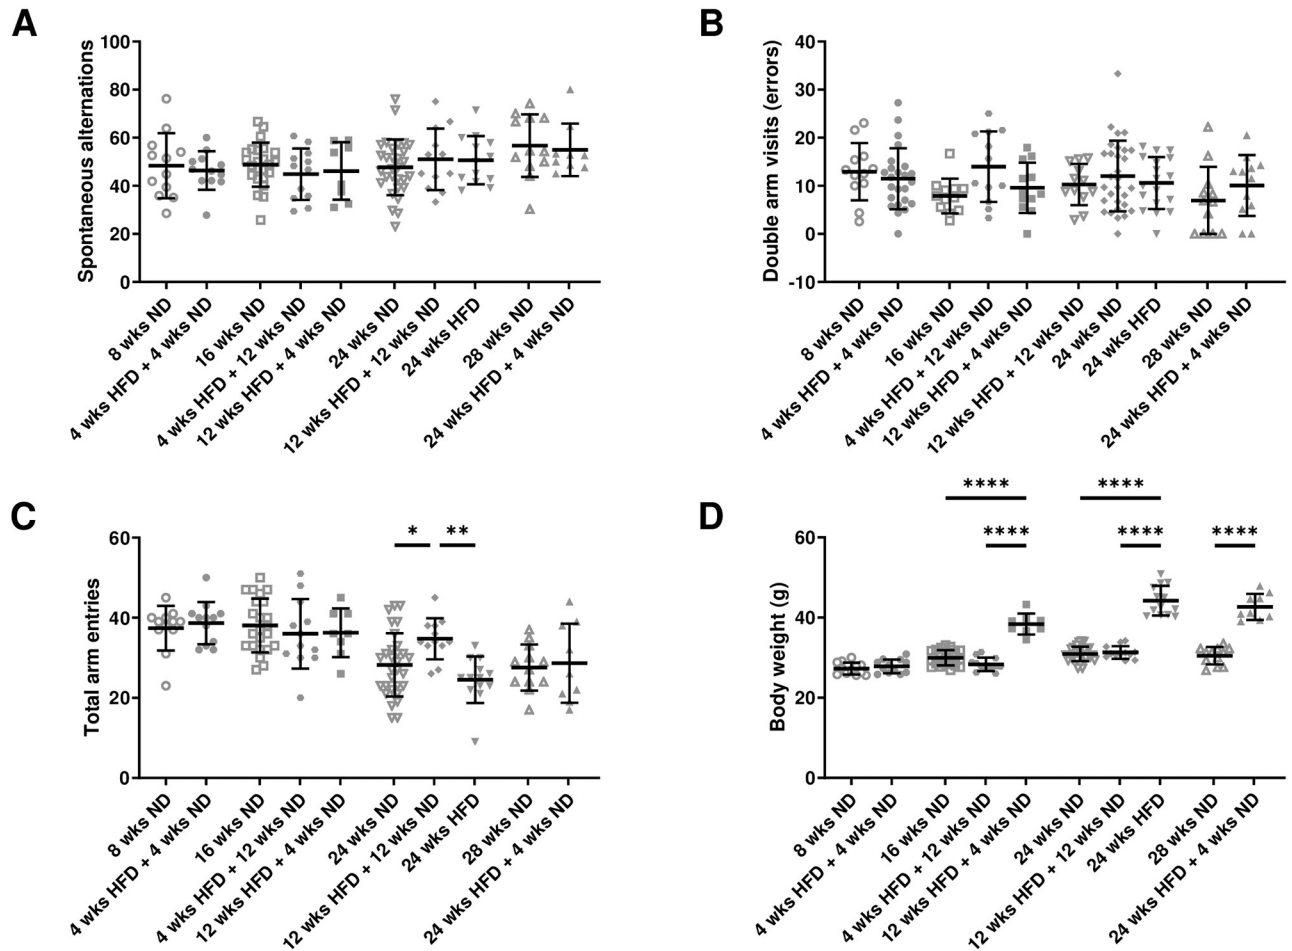 A
Spontaneous alternations
100
80
60
40
20
0
8 wks ND
4 wks HFD + 4 wks ND
16 wks ND
4 wks HFD + 12 wks ND
12 wks HFD + 4 wks ND
24 wks ND
12 wks HFD + 12 wks ND
24 wks HFD
28 wks ND
24 wks HFD + 4 wks ND
B
Double arm visits (errors)
40
30
20
10
0
-10
8 wks ND
4 wks HFD + 4 wks ND
16 wks ND
4 wks HFD + 12 wks ND
12 wks HFD + 4 wks ND
12 wks HFD + 12 wks ND
24 wks ND
24 wks HFD
28 wks ND
24 wks HFD + 4 wks ND
C
Total arm entries
60
40
20
0
* **
8 wks ND
4 wks HFD + 4 wks ND
16 wks ND
4 wks HFD + 12 wks ND
12 wks HFD + 4 wks ND
24 wks ND
12 wks HFD + 12 wks ND
24 wks HFD
28 wks ND
24 wks HFD + 4 wks ND
D
Body weight (g)
60
40
20
0
**** ****
**** **** ****
8 wks ND
4 wks HFD + 4 wks ND
16 wks ND
4 wks HFD + 12 wks ND
12 wks HFD + 4 wks ND
24 wks ND
12 wks HFD + 12 wks ND
24 wks HFD
28 wks ND
24 wks HFD + 4 wks ND